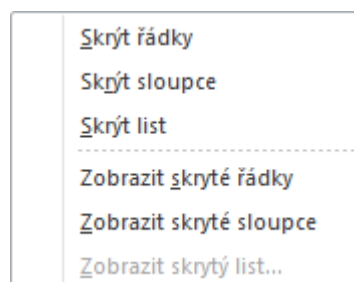 Skrýt řádky
Skrýt sloupce
Skrýt list
Zobrazit skryté řádky
Zobrazit skryté sloupce
Zobrazit skrytý list...